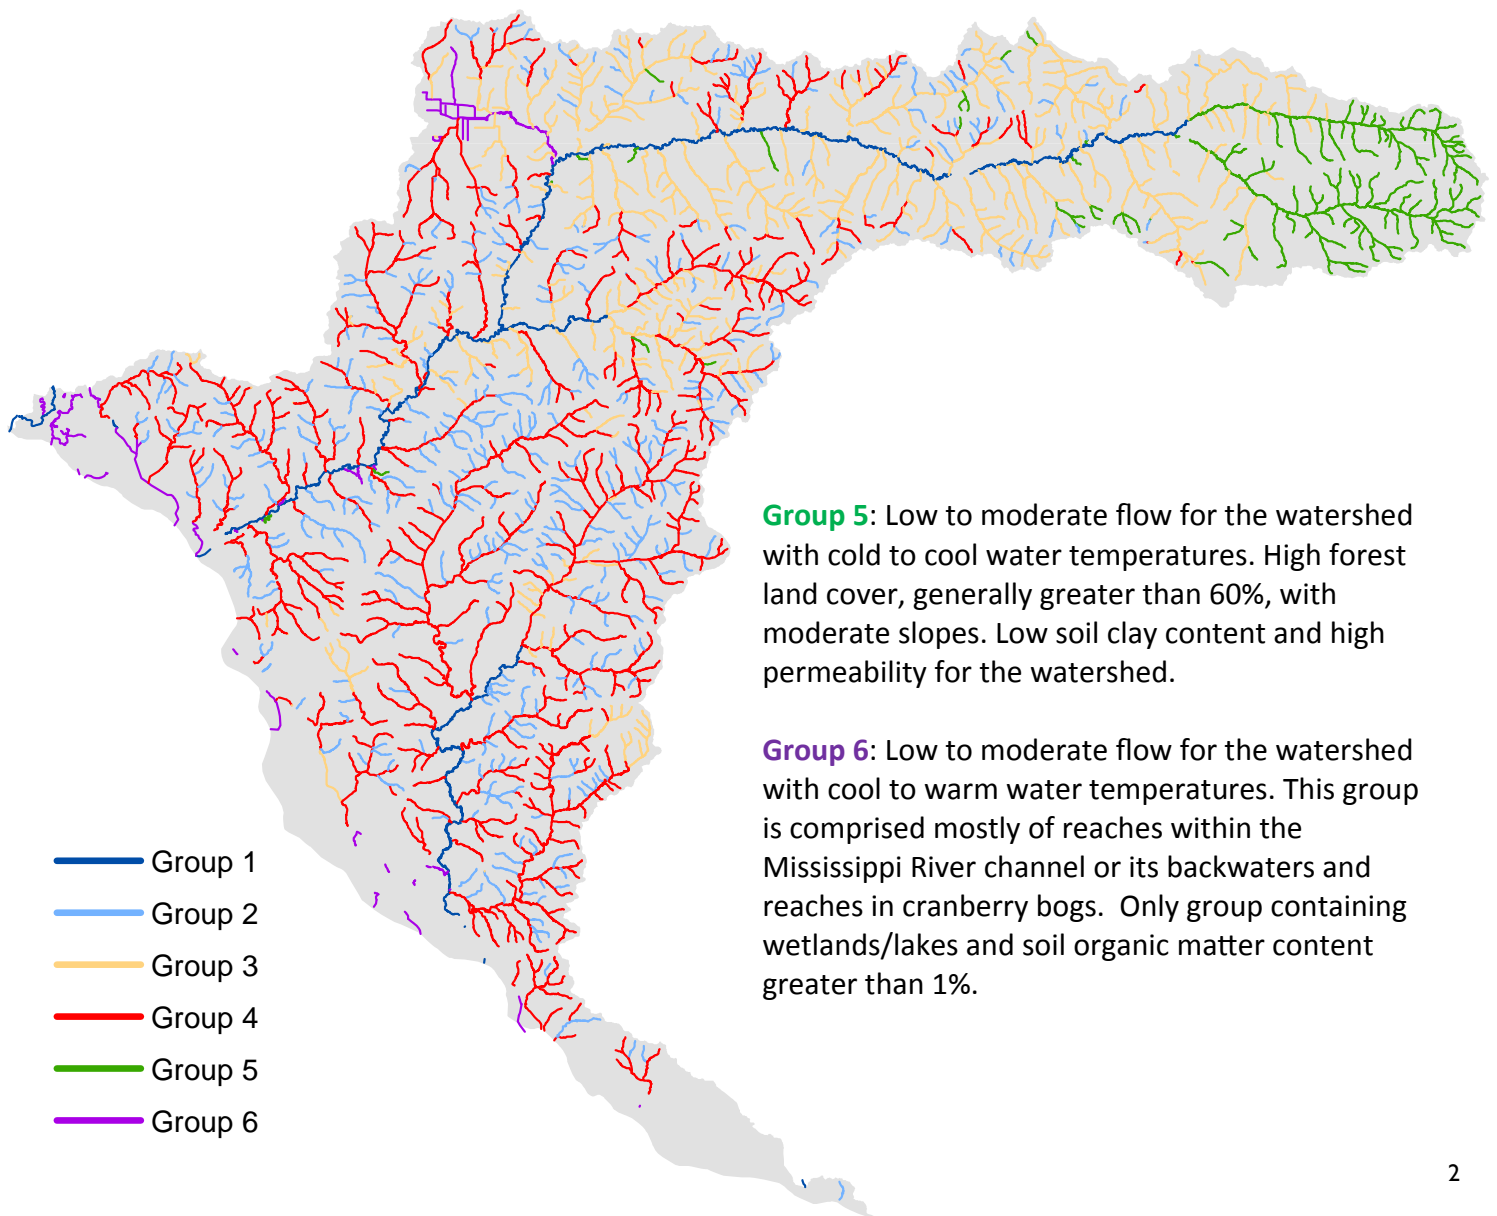 Group 5: Low to moderate flow for the watershed
with cold to cool water temperatures. High forest
land cover, generally greater than 60%, with
moderate slopes. Low soil clay content and high
permeability for the watershed.
Group 6: Low to moderate flow for the watershed
with cool to warm water temperatures. This group
is comprised mostly of reaches within the
Mississippi River channel or its backwaters and
reaches in cranberry bogs.  Only group containing
wetlands/lakes and soil organic matter content
greater than 1%.
Group 1
Group 2
Group 3
Group 4
Group 5
Group 6
2